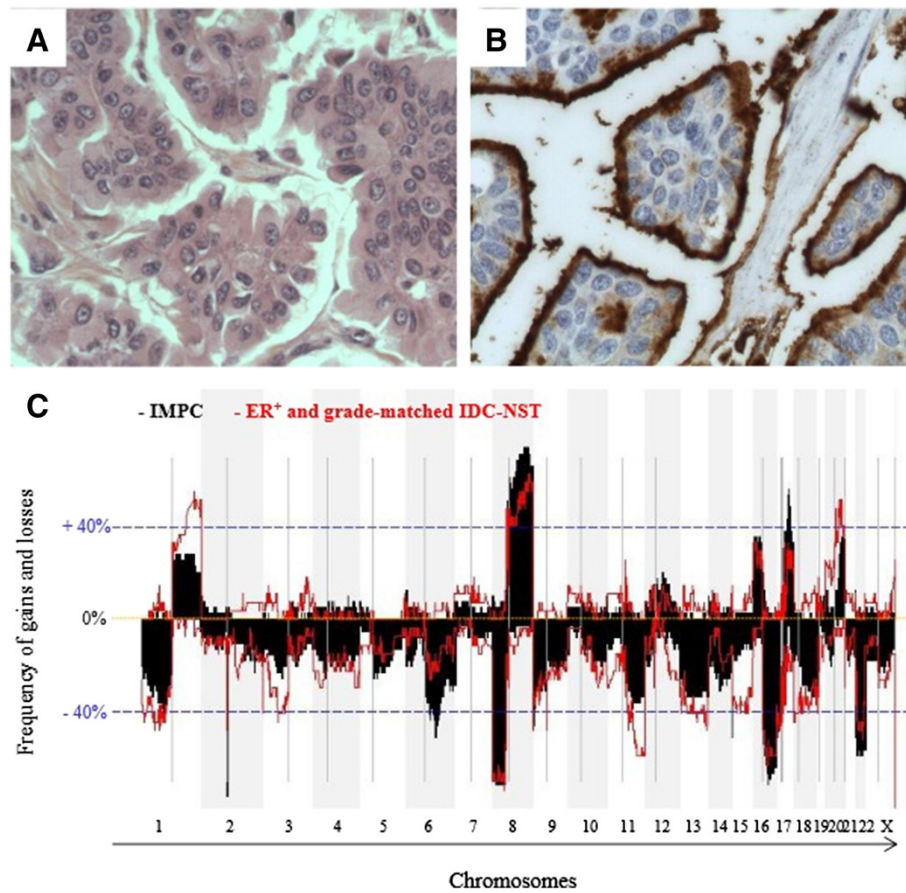 A
B
C
- IMPC
- ER⁺ and grade-matched IDC-NST
Frequency of gains and losses
+ 40%
0%
- 40%
1 2 3 4 5 6 7 8 9 10 11 12 13 14 15 16 17 18 19 20 21 22 X
Chromosomes